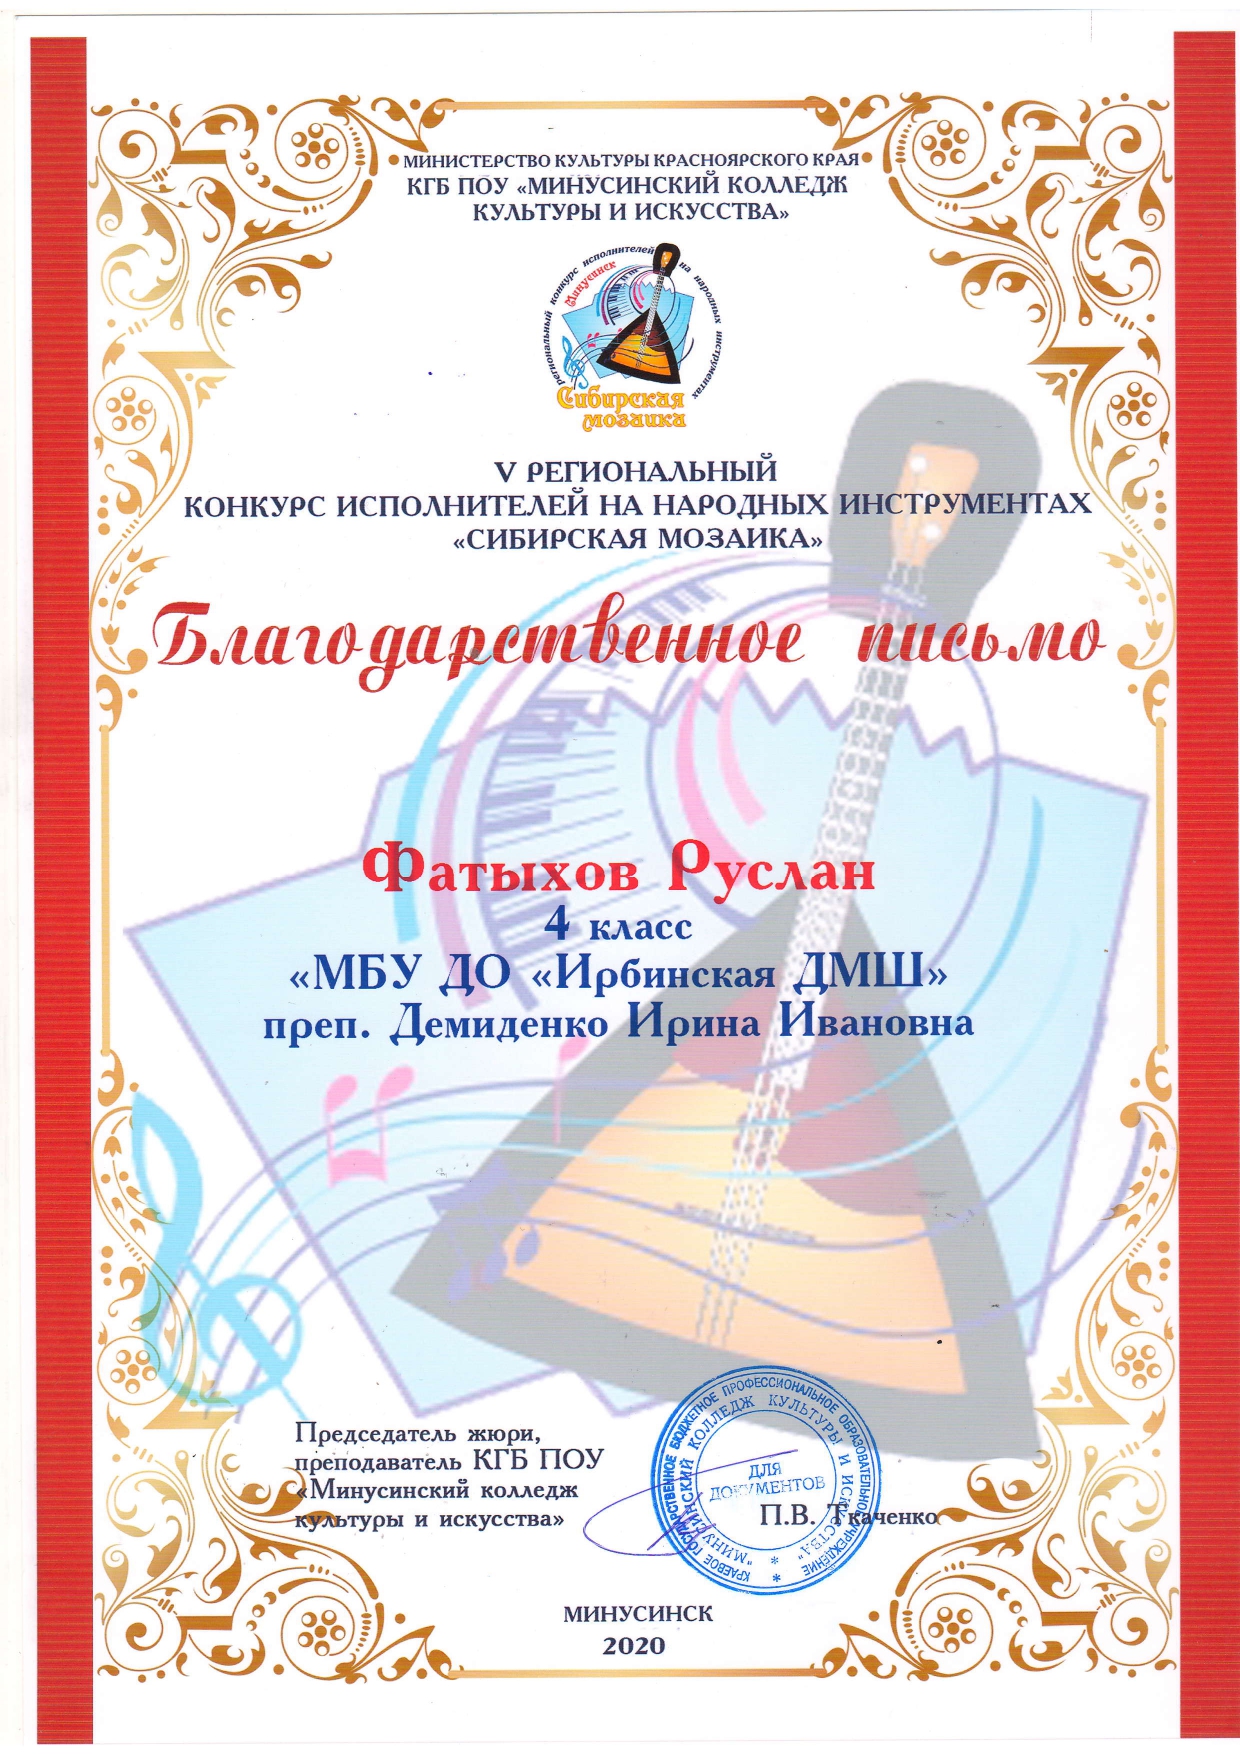 МИНИСТЕРСТВО КУЛЬТУРЫ КРАСНОЯРСКОГО КРАЯ
КГБ ПОУ «МИНУСИНСКИЙ КОЛЛЕДЖ
КУЛЬТУРЫ И ИСКУССТВА»
региональный конкурс исполнителей на народных инструментах
Минусинск
Сибирская
мозаика
V РЕГИОНАЛЬНЫЙ
КОНКУРС ИСПОЛНИТЕЛЕЙ НА НАРОДНЫХ ИНСТРУМЕНТАХ
«СИБИРСКАЯ МОЗАИКА»
Благодарственное письмо
Фатыхов Руслан
4 класс
«МБУ ДО «Ирбинская ДМШ»
преп. Демиденко Ирина Ивановна
Председатель жюри,
преподаватель КГБ ПОУ
«Минусинский колледж
культуры и искусства»
П.В. Ткаченко
КРАЕВОЕ ГОСУДАРСТВЕННОЕ БЮДЖЕТНОЕ ПРОФЕССИОНАЛЬНОЕ ОБРАЗОВАТЕЛЬНОЕ УЧРЕЖДЕНИЕ *
"МИНУСИНСКИЙ КОЛЛЕДЖ КУЛЬТУРЫ И ИСКУССТВА" *
ДЛЯ
ДОКУМЕНТОВ
МИНУСИНСК
2020